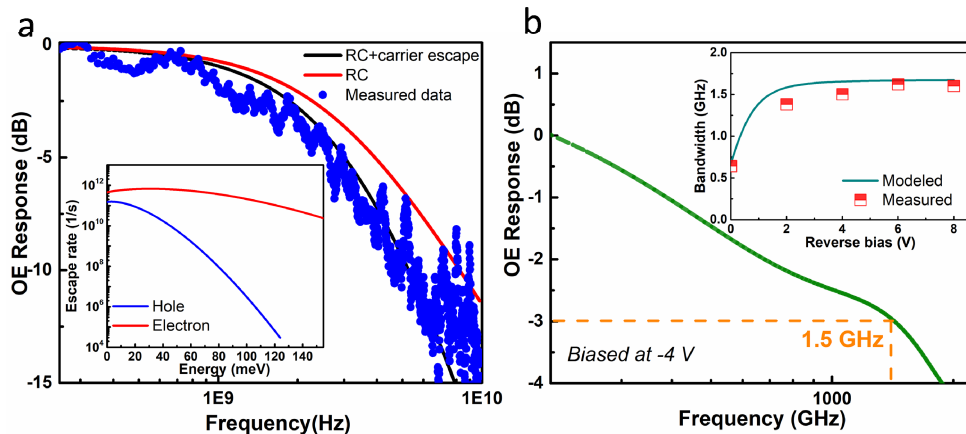 a
OE Response (dB)
0
-5
-10
-15
RC+carrier escape
RC
Measured data
Escape rate (1/s)
10^12
10^10
10^8
10^6
10^4
Hole
Electron
0 20 40 60 80 100 120 140
Energy (meV)
1E9 1E10
Frequency(Hz)
b
OE Response (dB)
1
0
-1
-2
-3
-4
Bandwidth (GHz)
2.0
1.5
1.0
0.5
0.0
Modeled
Measured
0 2 4 6 8
Reverse bias (V)
1.5 GHz
Biased at -4 V
1000
Frequency (GHz)